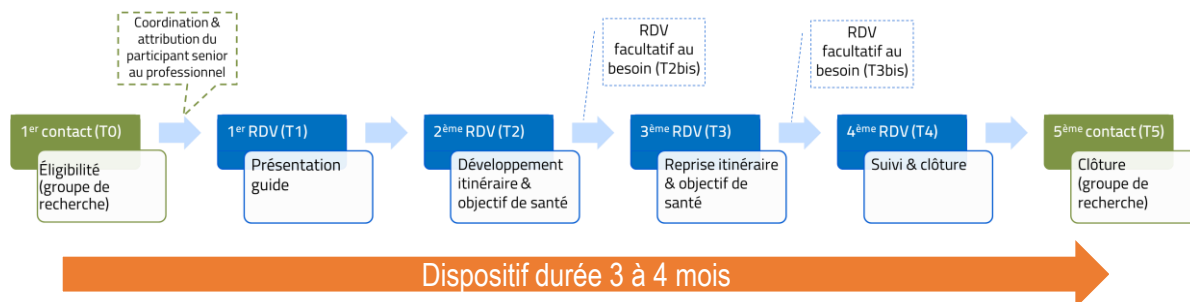 Coordination &
attribution du
participant senior
au professionnel
RDV
facultatif au
besoin (T2bis)
RDV
facultatif au
besoin (T3bis)
1er contact (T0)
Éligibilité
(groupe de
recherche)
1er RDV (T1)
Présentation
guide
2ème RDV (T2)
Développement
itinéraire &
objectif de santé
3ème RDV (T3)
Reprise itinéraire
& objectif de
santé
4ème RDV (T4)
Suivi & clôture
5ème contact (T5)
Clôture
(groupe de
recherche)
Dispositif durée 3 à 4 mois